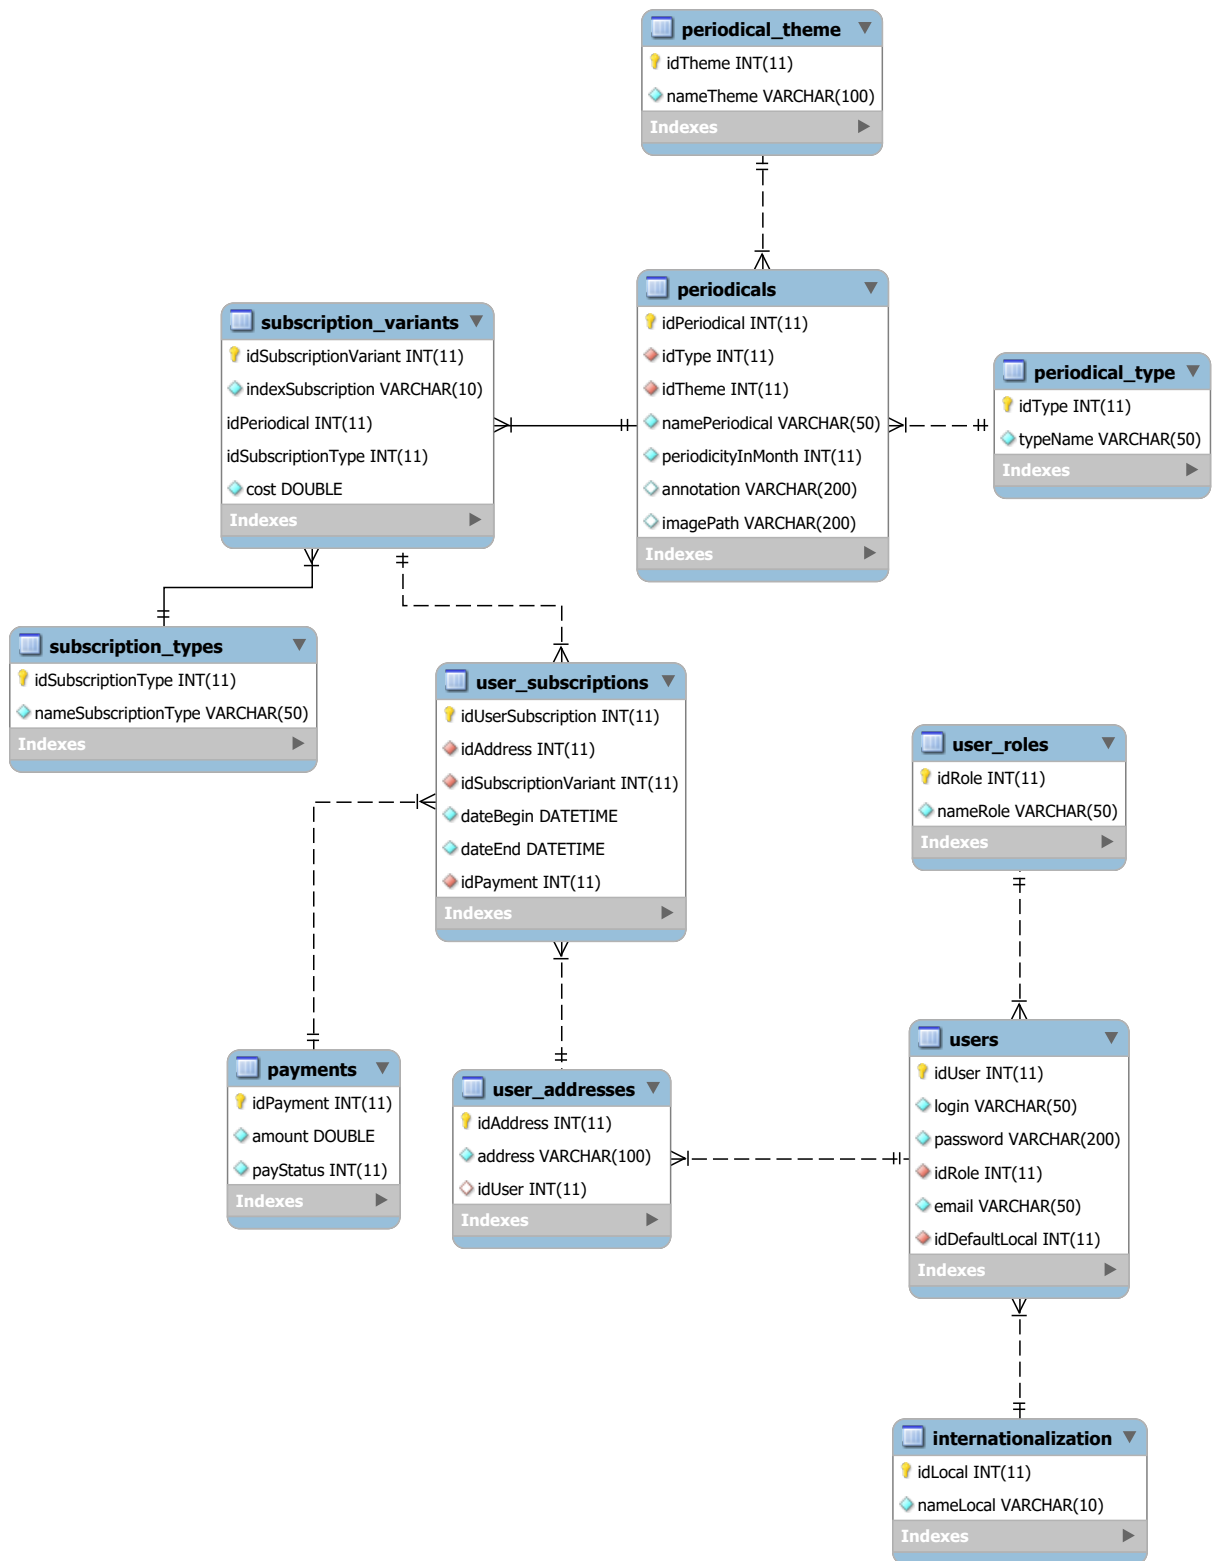 periodical_theme
idTheme INT(11)
nameTheme VARCHAR(100)
Indexes
periodicals
idPeriodical INT(11)
idType INT(11)
idTheme INT(11)
namePeriodical VARCHAR(50)
periodicityInMonth INT(11)
annotation VARCHAR(200)
imagePath VARCHAR(200)
Indexes
subscription_variants
idSubscriptionVariant INT(11)
indexSubscription VARCHAR(10)
idPeriodical INT(11)
idSubscriptionType INT(11)
cost DOUBLE
Indexes
periodical_type
idType INT(11)
typeName VARCHAR(50)
Indexes
subscription_types
idSubscriptionType INT(11)
nameSubscriptionType VARCHAR(50)
Indexes
user_subscriptions
idUserSubscription INT(11)
idAddress INT(11)
idSubscriptionVariant INT(11)
dateBegin DATETIME
dateEnd DATETIME
idPayment INT(11)
Indexes
user_roles
idRole INT(11)
nameRole VARCHAR(50)
Indexes
payments
idPayment INT(11)
amount DOUBLE
payStatus INT(11)
Indexes
user_addresses
idAddress INT(11)
address VARCHAR(100)
idUser INT(11)
Indexes
users
idUser INT(11)
login VARCHAR(50)
password VARCHAR(200)
idRole INT(11)
email VARCHAR(50)
idDefaultLocal INT(11)
Indexes
internationalization
idLocal INT(11)
nameLocal VARCHAR(10)
Indexes